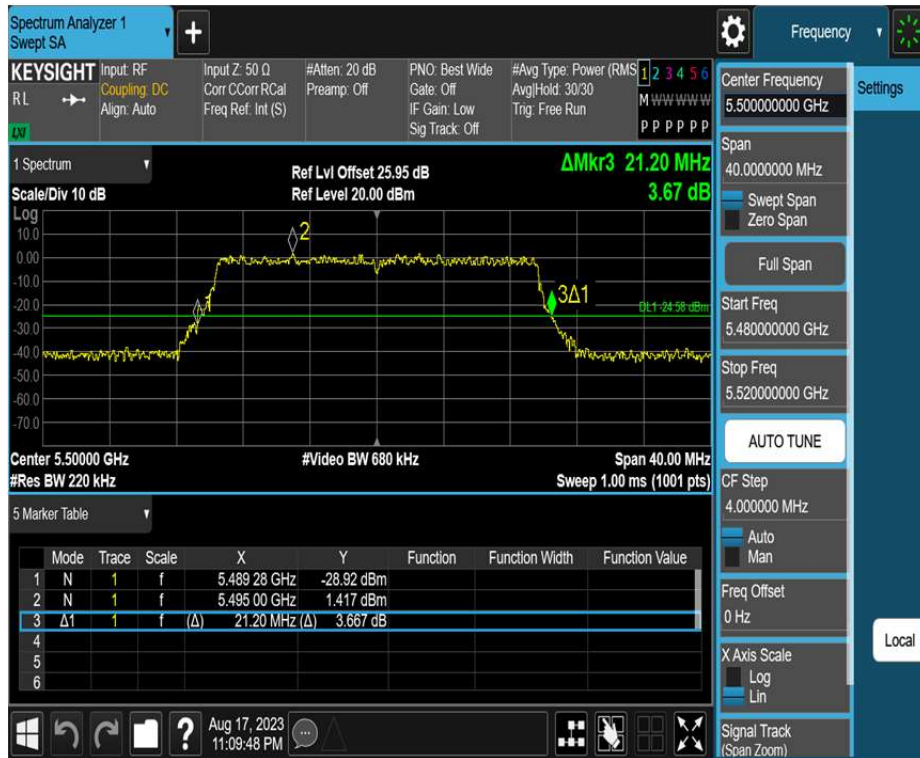 Spectrum Analyzer 1
Swept SA
+
Frequency
KEYSIGHT
R L
LXI
Input: RF
Coupling: DC
Align: Auto
Input Z: 50 Ω
Corr CCorr RCal
Freq Ref: Int (S)
#Atten: 20 dB
Preamp: Off
PNO: Best Wide
Gate: Off
IF Gain: Low
Sig Track: Off
#Avg Type: Power (RMS
Avg|Hold: 30/30
Trig: Free Run
1 2 3 4 5 6
M W W W W W
P P P P P P
1 Spectrum
Scale/Div 10 dB
Ref Lvl Offset 25.95 dB
Ref Level 20.00 dBm
ΔMkr3 21.20 MHz
3.67 dB
Log
10.0
0.00
-10.0
-20.0
-30.0
-40.0
-50.0
-60.0
-70.0
2
1
3Δ1
DL1 -24.58 dBm
Center 5.50000 GHz
#Res BW 220 kHz
#Video BW 680 kHz
Span 40.00 MHz
Sweep 1.00 ms (1001 pts)
5 Marker Table
Mode Trace Scale X Y Function Function Width Function Value
1 N 1 f 5.489 28 GHz -28.92 dBm
2 N 1 f 5.495 00 GHz 1.417 dBm
3 Δ1 1 f (Δ) 21.20 MHz (Δ) 3.667 dB
4
5
6
Aug 17, 2023
11:09:48 PM
?
Center Frequency
5.500000000 GHz
Settings
Span
40.0000000 MHz
Swept Span
Zero Span
Full Span
Start Freq
5.480000000 GHz
Stop Freq
5.520000000 GHz
AUTO TUNE
CF Step
4.000000 MHz
Auto
Man
Freq Offset
0 Hz
X Axis Scale
Log
Lin
Local
Signal Track
(Span Zoom)